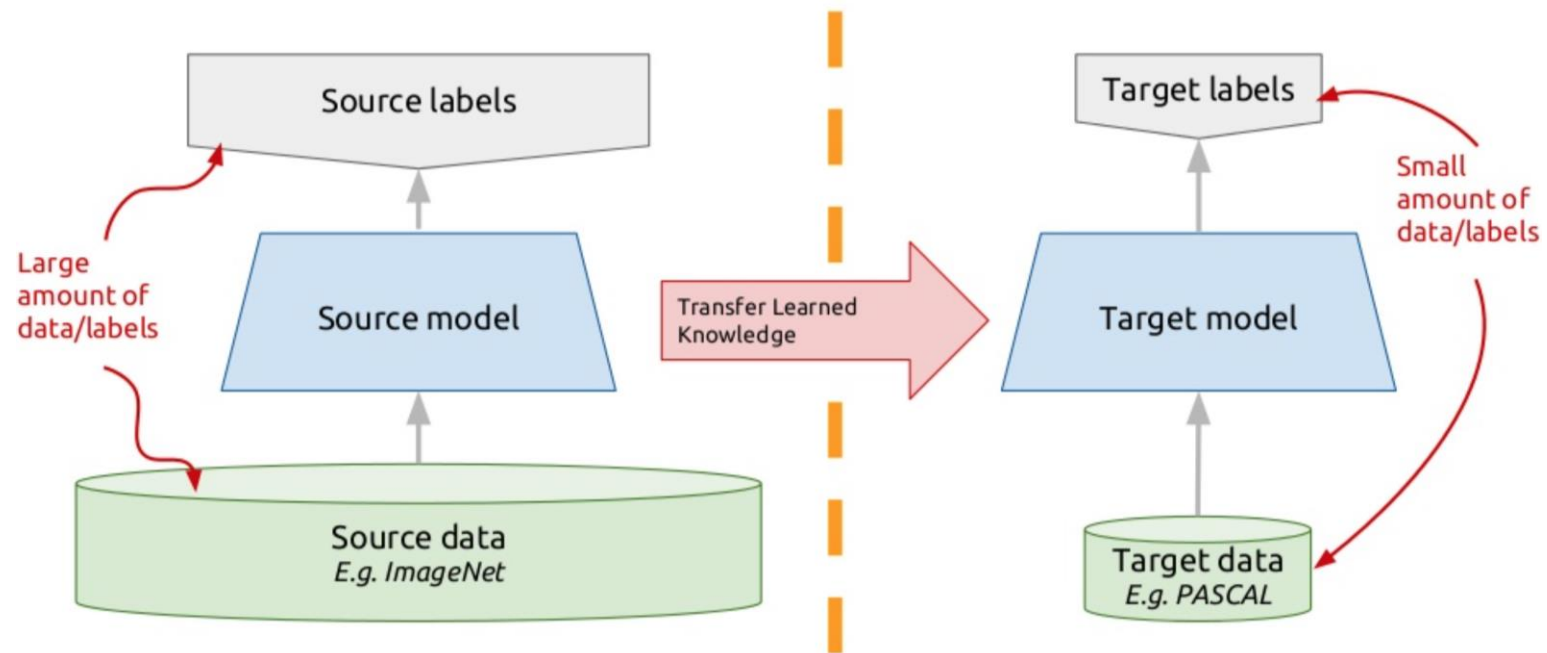 Source labels
Large
amount of
data/labels
Source model
Source data
E.g. ImageNet
Transfer Learned
Knowledge
Target labels
Small
amount of
data/labels
Target model
Target data
E.g. PASCAL